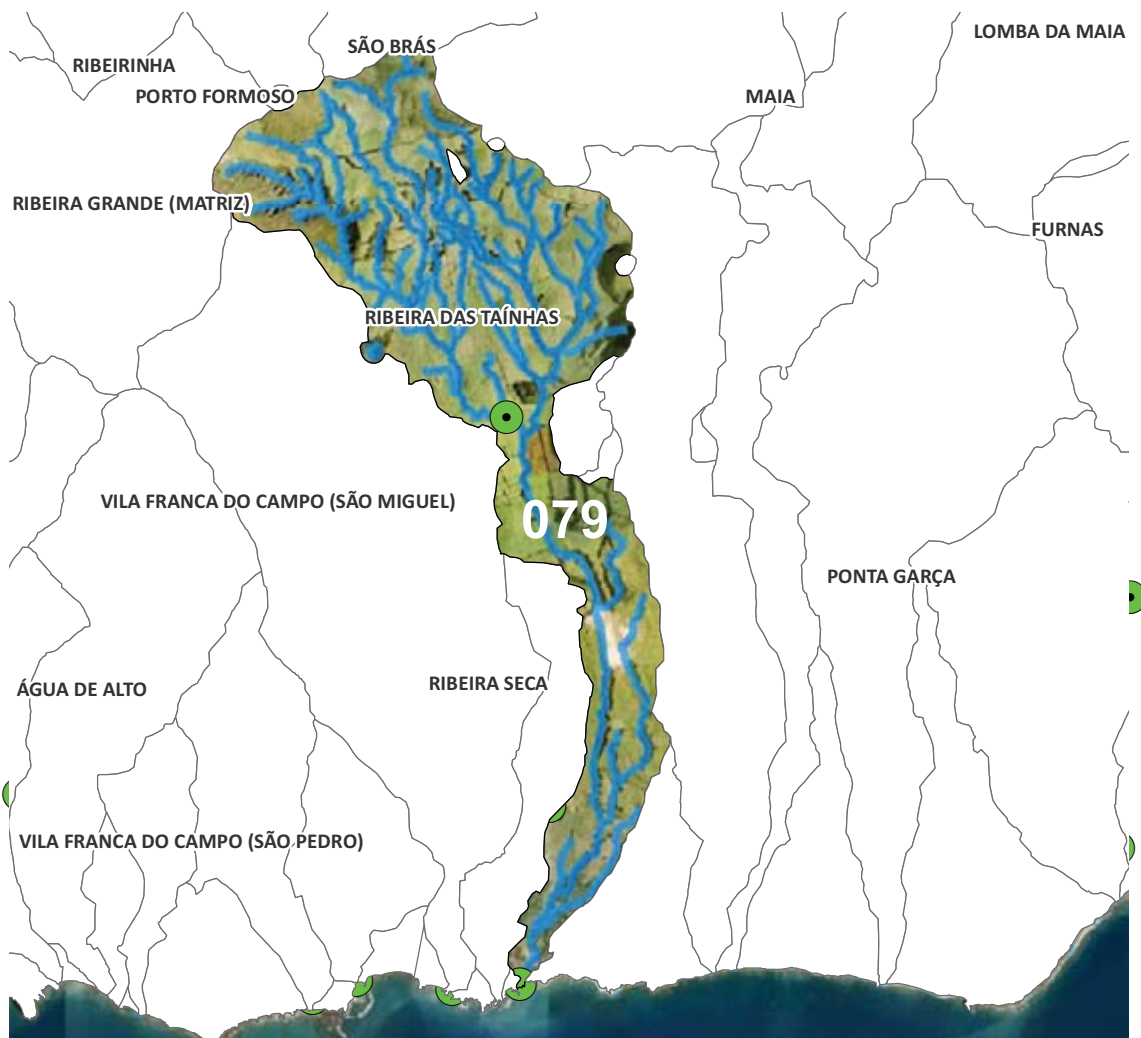 LOMBA DA MAIA
SÃO BRÁS
RIBEIRINHA
PORTO FORMOSO
MAIA
RIBEIRA GRANDE (MATRIZ)
FURNAS
RIBEIRA DAS TAÍNHAS
VILA FRANCA DO CAMPO (SÃO MIGUEL)
079
PONTA GARÇA
RIBEIRA SECA
ÁGUA DE ALTO
VILA FRANCA DO CAMPO (SÃO PEDRO)